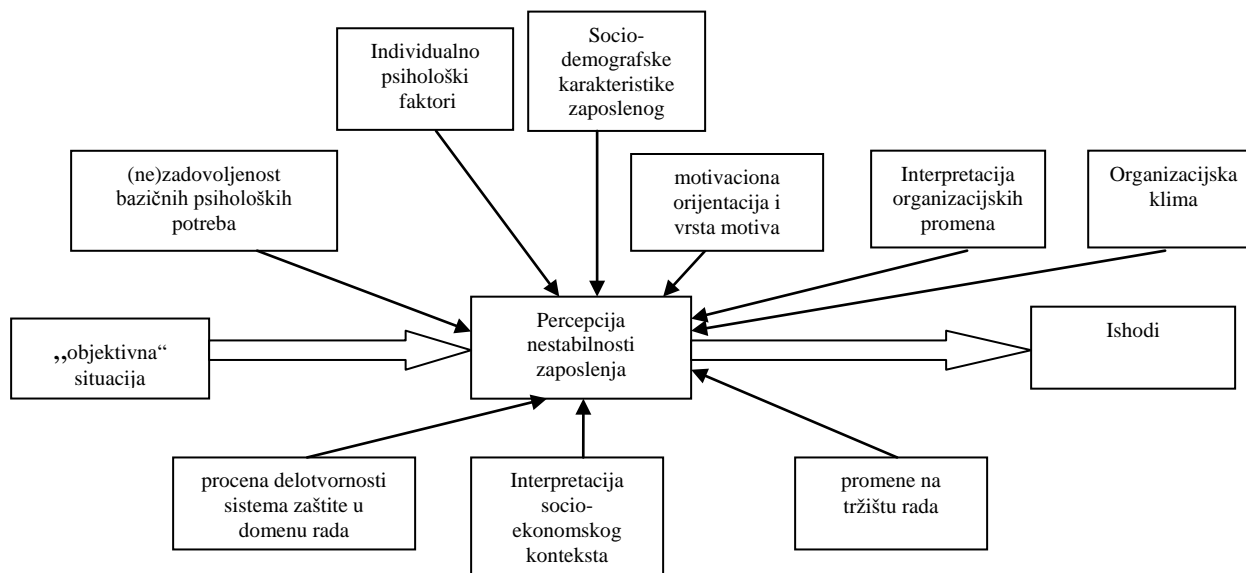 Individualno
psihološki
faktori
Socio-
demografske
karakteristike
zaposlenog
(ne)zadovoljenost
bazičnih psiholoških
potreba
motivaciona
orijentacija i
vrsta motiva
Interpretacija
organizacijskih
promena
Organizacijska
klima
„objektivna“
situacija
Percepcija
nestabilnosti
zaposlenja
Ishodi
procena delotvornosti
sistema zaštite u
domenu rada
Interpretacija
socio-
ekonomskog
konteksta
promene na
tržištu rada